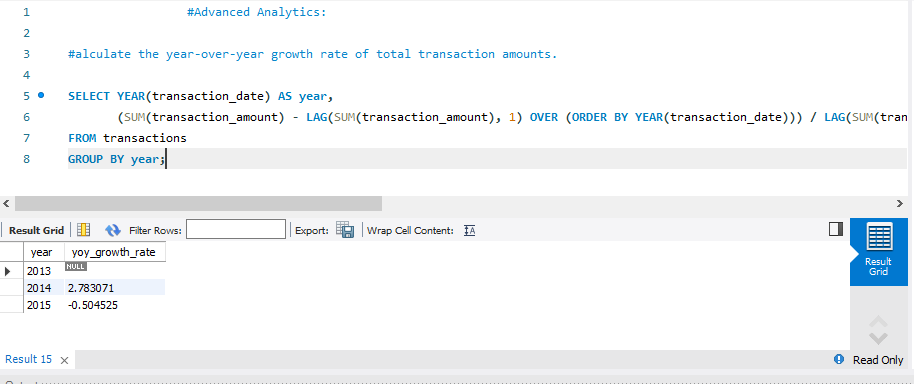 1 #Advanced Analytics:
2
3 #alculate the year-over-year growth rate of total transaction amounts.
4
5 SELECT YEAR(transaction_date) AS year,
6 (SUM(transaction_amount) - LAG(SUM(transaction_amount), 1) OVER (ORDER BY YEAR(transaction_date))) / LAG(SUM(tran
7 FROM transactions
8 GROUP BY year;
Result Grid Filter Rows: Export: Wrap Cell Content: IA
year yoy_growth_rate
2013 NULL
2014 2.783071
2015 -0.504525
Result
Grid
Result 15 × Read Only